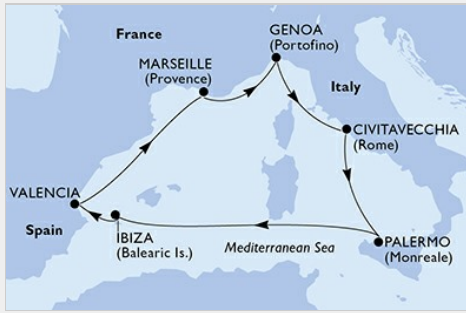 France
GENOA
(Portofino)
MARSEILLE
(Provence)
Italy
CIVITAVECCHIA
(Rome)
VALENCIA
Spain
IBIZA
(Balearic Is.)
Mediterranean Sea
PALERMO
(Monreale)